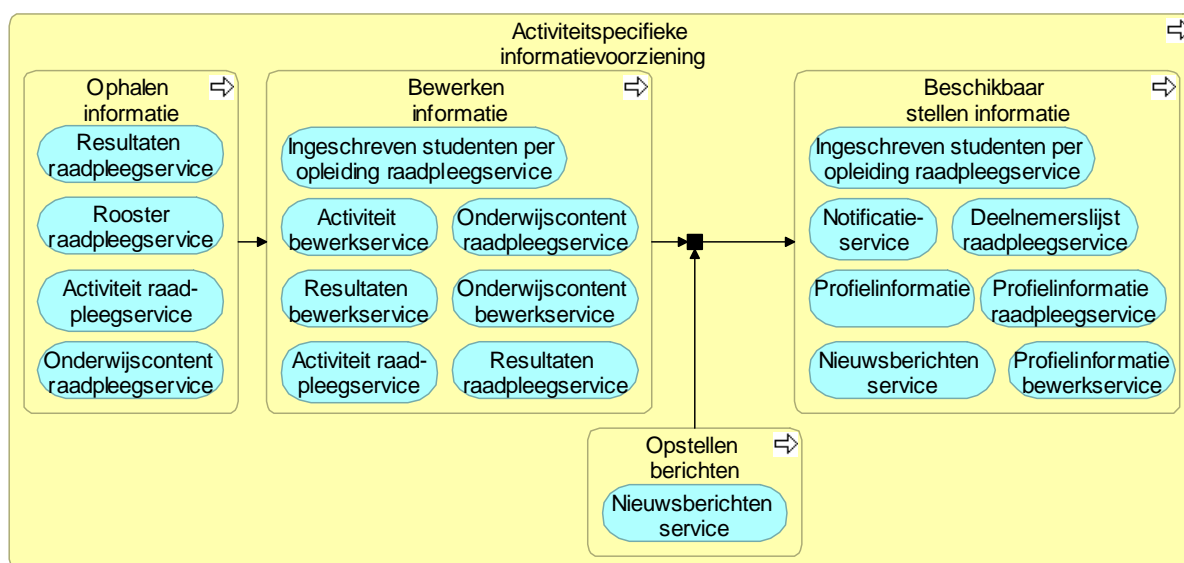 Activiteitspecifieke
informatievoorziening
Ophalen
informatie
Resultaten
raadpleegservice
Rooster
raadpleegservice
Activiteit raad-
pleegservice
Onderwijscontent
raadpleegservice
Bewerken
informatie
Ingeschreven studenten per
opleiding raadpleegservice
Activiteit
bewerkservice
Onderwijscontent
raadpleegservice
Resultaten
bewerkservice
Onderwijscontent
bewerkservice
Activiteit raad-
pleegservice
Resultaten
raadpleegservice
Beschikbaar
stellen informatie
Ingeschreven studenten per
opleiding raadpleegservice
Notificatie-
service
Deelnemerslijst
raadpleegservice
Profielinformatie
Profielinformatie
raadpleegservice
Nieuwsberichten
service
Profielinformatie
bewerkservice
Opstellen
berichten
Nieuwsberichten
service